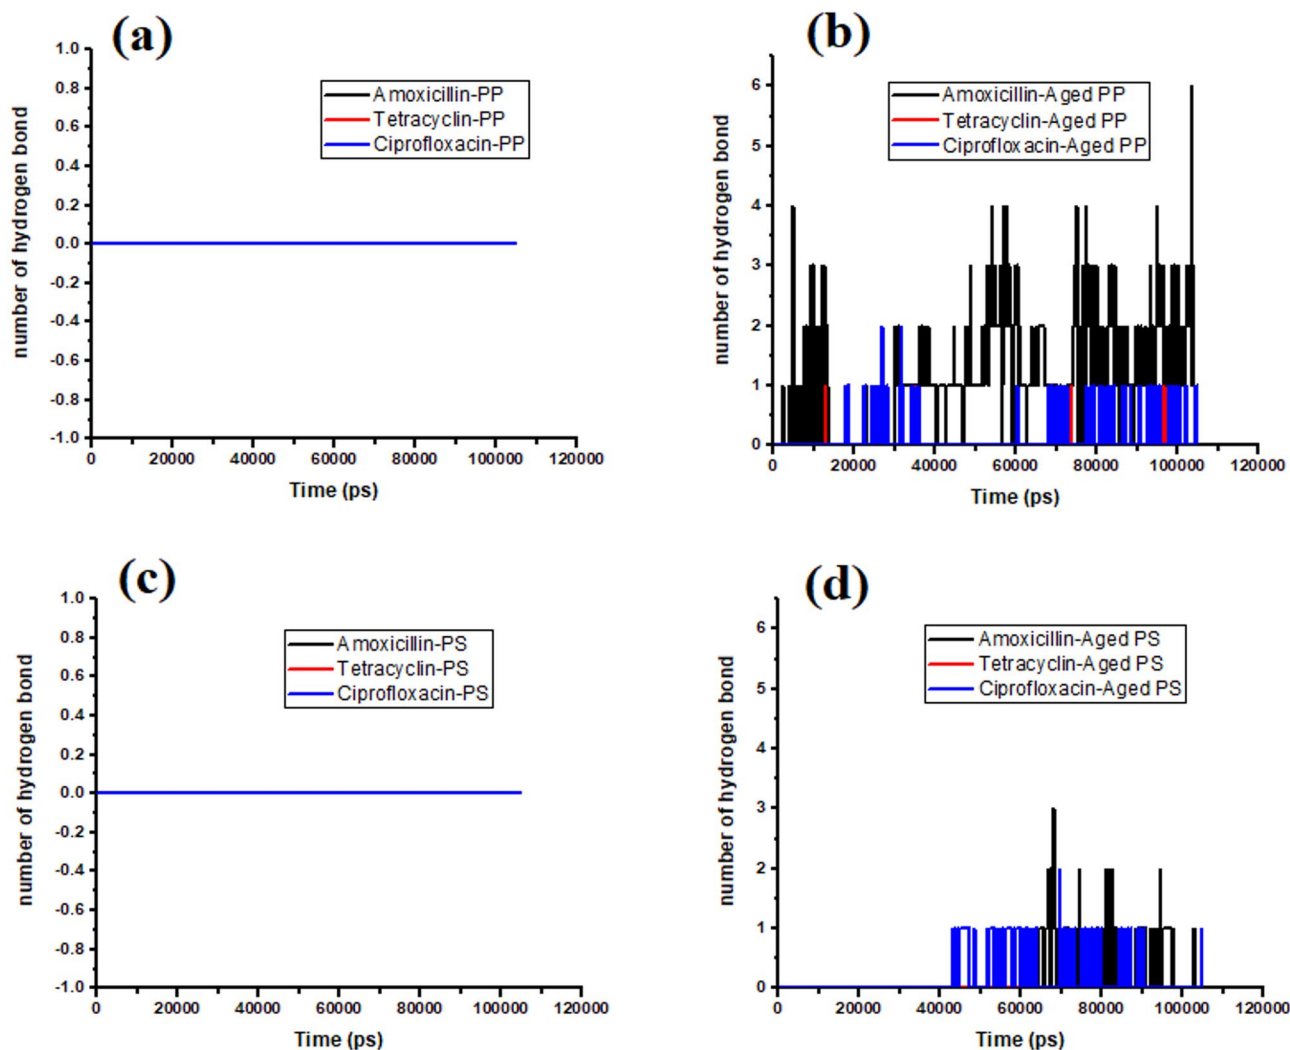 (a)
1.0
0.8
0.6
0.4
0.2
0.0
-0.2
-0.4
-0.6
-0.8
-1.0
number of hydrogen bond
Amoxicillin-PP
Tetracyclin-PP
Ciprofloxacin-PP
0 20000 40000 60000 80000 100000 120000
Time (ps)
(b)
6
5
4
3
2
1
0
number of hydrogen bond
Amoxicillin-Aged PP
Tetracyclin-Aged PP
Ciprofloxacin-Aged PP
0 20000 40000 60000 80000 100000 120000
Time (ps)
(c)
1.0
0.8
0.6
0.4
0.2
0.0
-0.2
-0.4
-0.6
-0.8
-1.0
number of hydrogen bond
Amoxicillin-PS
Tetracyclin-PS
Ciprofloxacin-PS
0 20000 40000 60000 80000 100000 120000
Time (ps)
(d)
6
5
4
3
2
1
0
number of hydrogen bond
Amoxicillin-Aged PS
Tetracyclin-Aged PS
Ciprofloxacin-Aged PS
0 20000 40000 60000 80000 100000 120000
Time (ps)